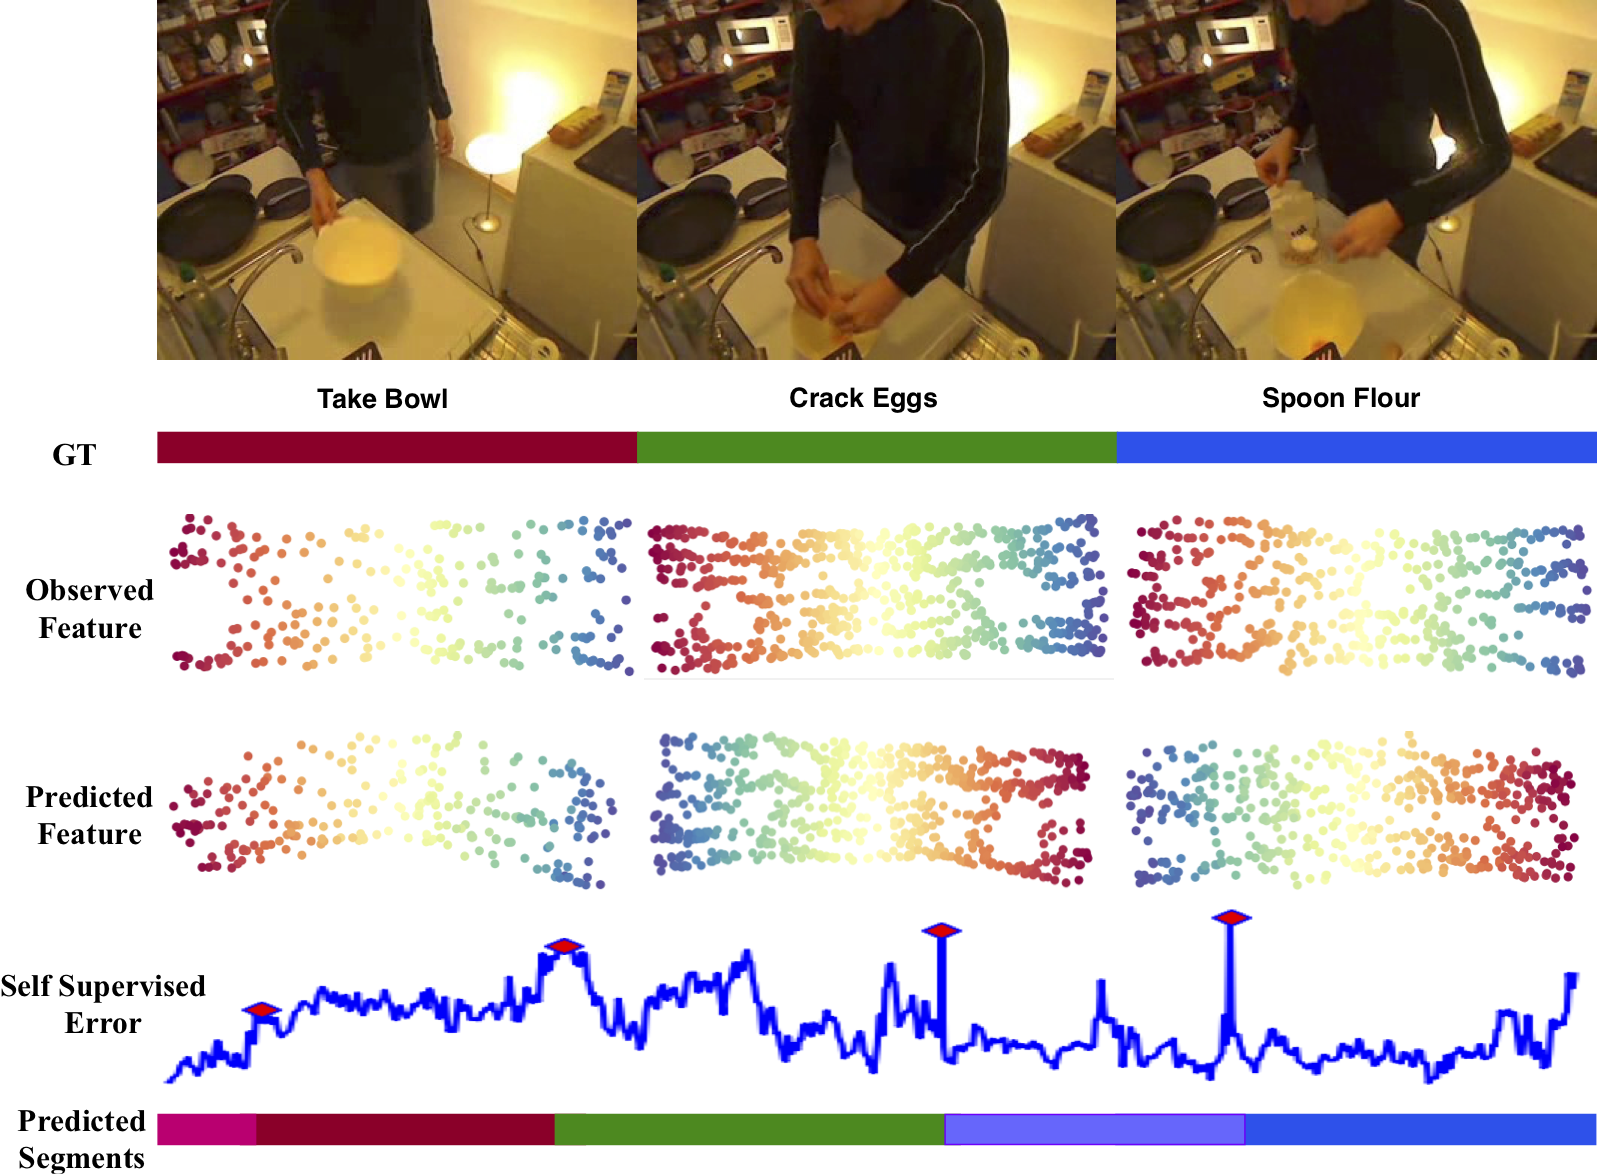 Take Bowl
Crack Eggs
Spoon Flour
GT
Observed
Feature
Predicted
Feature
Self Supervised
Error
Predicted
Segments